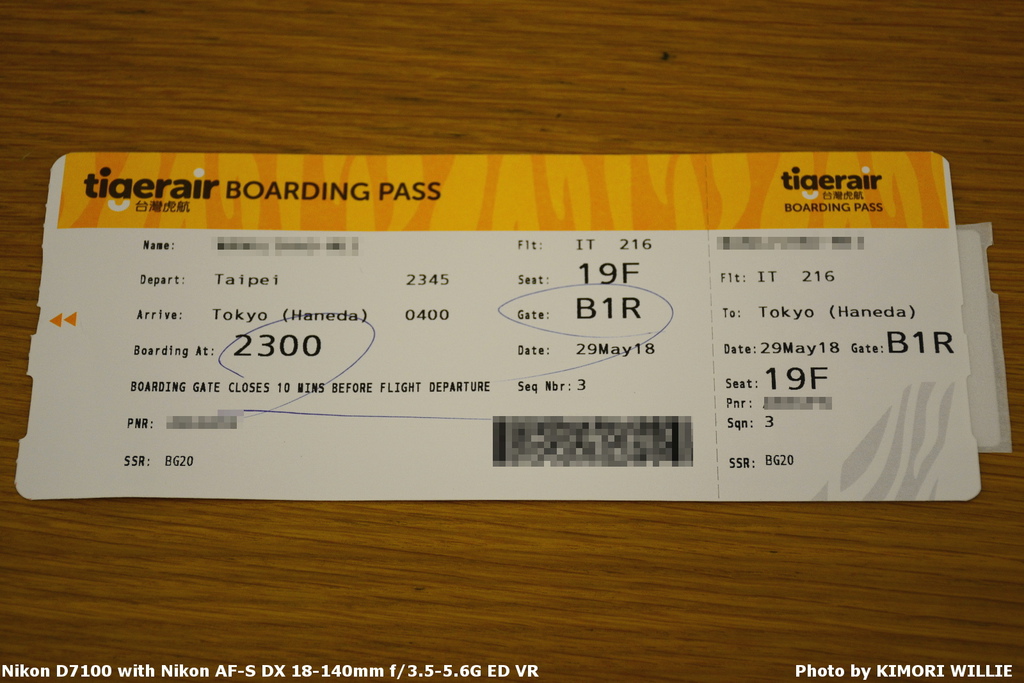 tigerair BOARDING PASS
台灣虎航
Name:
Depart: Taipei 2345
Arrive: Tokyo (Haneda) 0400
Boarding At: 2300
BOARDING GATE CLOSES 10 MINS BEFORE FLIGHT DEPARTURE
PNR:
SSR: BG20
Flt: IT 216
Seat: 19F
Gate: B1R
Date: 29May18
Seq Nbr: 3
tigerair
台灣虎航
BOARDING PASS
Flt: IT 216
To: Tokyo (Haneda)
Date: 29May18 Gate: B1R
Seat: 19F
Pnr:
Sqn: 3
SSR: BG20
Nikon D7100 with Nikon AF-S DX 18-140mm f/3.5-5.6G ED VR
Photo by KIMORI WILLIE